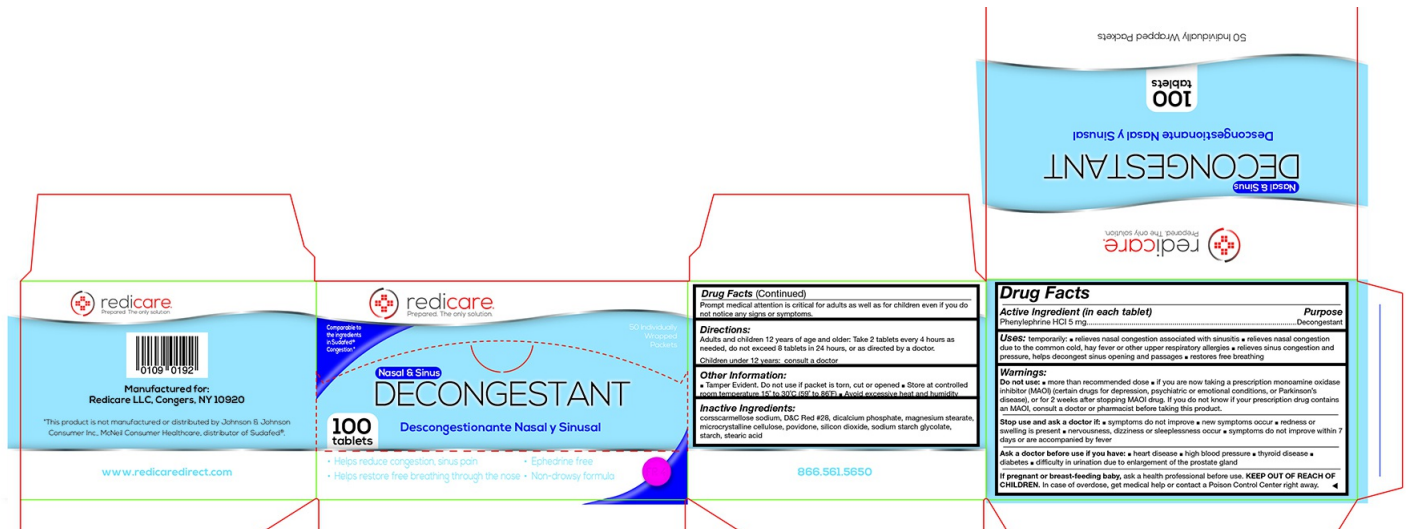 50 Individually Wrapped Packets
100
tablets
Descongestionante Nasal y Sinusal
DECONGESTANT
Nasal & Sinus
redicare
Prepared. The only solution.
redicare
Prepared. The only solution.
0109 0192
Manufactured for:
Redicare LLC, Congers, NY 10920
*This product is not manufactured or distributed by Johnson & Johnson
Consumer Inc., McNeil Consumer Healthcare, distributor of Sudafed®.
www.redicaredirect.com
redicare
Prepared. The only solution.
Comparable to
the ingredients
in Sudafed®
Congestion.*
50 Individually
Wrapped
Packets
Nasal & Sinus
DECONGESTANT
100
tablets
Descongestionante Nasal y Sinusal
• Helps reduce congestion, sinus pain
• Helps restore free breathing through the nose
• Ephedrine free
• Non-drowsy formula
Drug Facts (Continued)
Prompt medical attention is critical for adults as well as for children even if you do
not notice any signs or symptoms.
Directions:
Adults and children 12 years of age and older: Take 2 tablets every 4 hours as
needed, do not exceed 8 tablets in 24 hours, or as directed by a doctor.
Children under 12 years: consult a doctor
Other Information:
■ Tamper Evident. Do not use if packet is torn, cut or opened ■ Store at controlled
room temperature 15° to 30°C (59° to 86°F) ■ Avoid excessive heat and humidity
Inactive Ingredients:
corsscarmellose sodium, D&C Red #28, dicalcium phosphate, magnesium stearate,
microcrystalline cellulose, povidone, silicon dioxide, sodium starch glycolate,
starch, stearic acid
866.561.5650
Drug Facts
Active Ingredient (in each tablet) Purpose
Phenylephrine HCl 5 mg...Decongestant
Uses: temporarily: ■ relieves nasal congestion associated with sinusitis ■ relieves nasal congestion
due to the common cold, hay fever or other upper respiratory allergies ■ relieves sinus congestion and
pressure, helps decongest sinus opening and passages ■ restores free breathing
Warnings:
Do not use: ■ more than recommended dose ■ if you are now taking a prescription monoamine oxidase
inhibitor (MAOI) (certain drugs for depression, psychiatric or emotional conditions, or Parkinson's
disease), or for 2 weeks after stopping MAOI drug. If you do not know if your prescription drug contains
an MAOI, consult a doctor or pharmacist before taking this product.
Stop use and ask a doctor if: ■ symptoms do not improve ■ new symptoms occur ■ redness or
swelling is present ■ nervousness, dizziness or sleeplessness occur ■ symptoms do not improve within 7
days or are accompanied by fever
Ask a doctor before use if you have: ■ heart disease ■ high blood pressure ■ thyroid disease ■
diabetes ■ difficulty in urination due to enlargement of the prostate gland
If pregnant or breast-feeding baby, ask a health professional before use. KEEP OUT OF REACH OF
CHILDREN. In case of overdose, get medical help or contact a Poison Control Center right away.